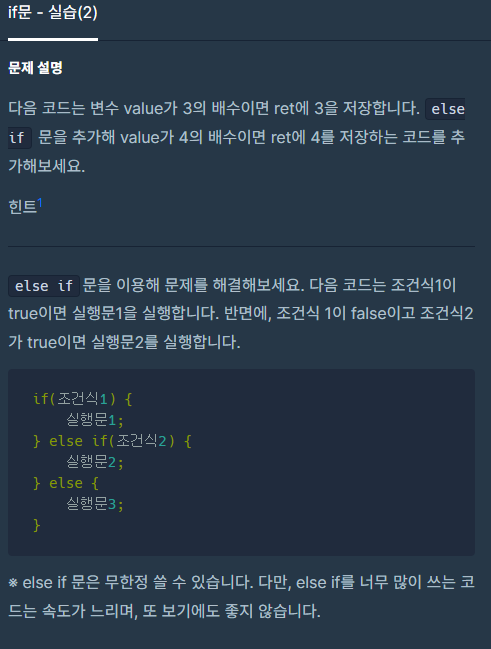 if문 - 실습(2)
문제 설명
다음 코드는 변수 value가 3의 배수이면 ret에 3을 저장합니다. else
if 문을 추가해 value가 4의 배수이면 ret에 4를 저장하는 코드를 추
가해보세요.
힌트1
else if 문을 이용해 문제를 해결해보세요. 다음 코드는 조건식1이
true이면 실행문1을 실행합니다. 반면에, 조건식 1이 false이고 조건식2
가 true이면 실행문2를 실행합니다.
if(조건식1) {
    실행문1;
} else if(조건식2) {
    실행문2;
} else {
    실행문3;
}
※ else if 문은 무한정 쓸 수 있습니다. 다만, else if를 너무 많이 쓰는 코
드는 속도가 느리며, 또 보기에도 좋지 않습니다.